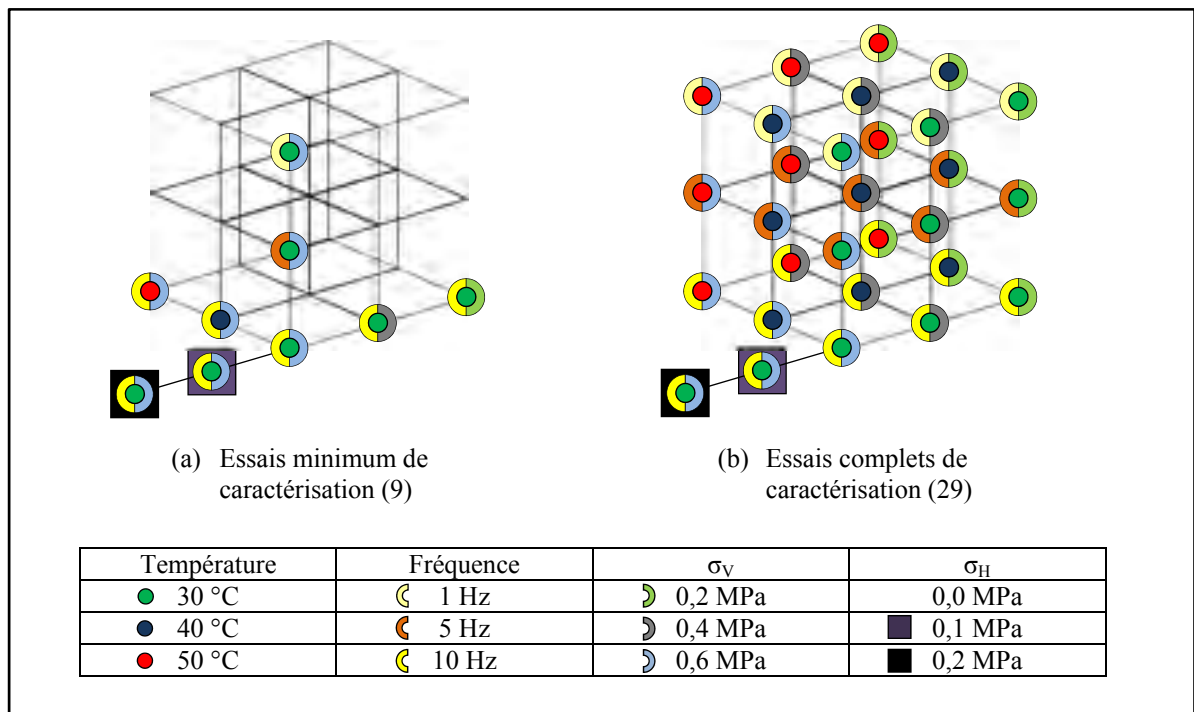 (a) Essais minimum de
caractérisation (9)
(b) Essais complets de
caractérisation (29)
Température Fréquence σV σH
30 °C 1 Hz 0,2 MPa 0,0 MPa
40 °C 5 Hz 0,4 MPa 0,1 MPa
50 °C 10 Hz 0,6 MPa 0,2 MPa